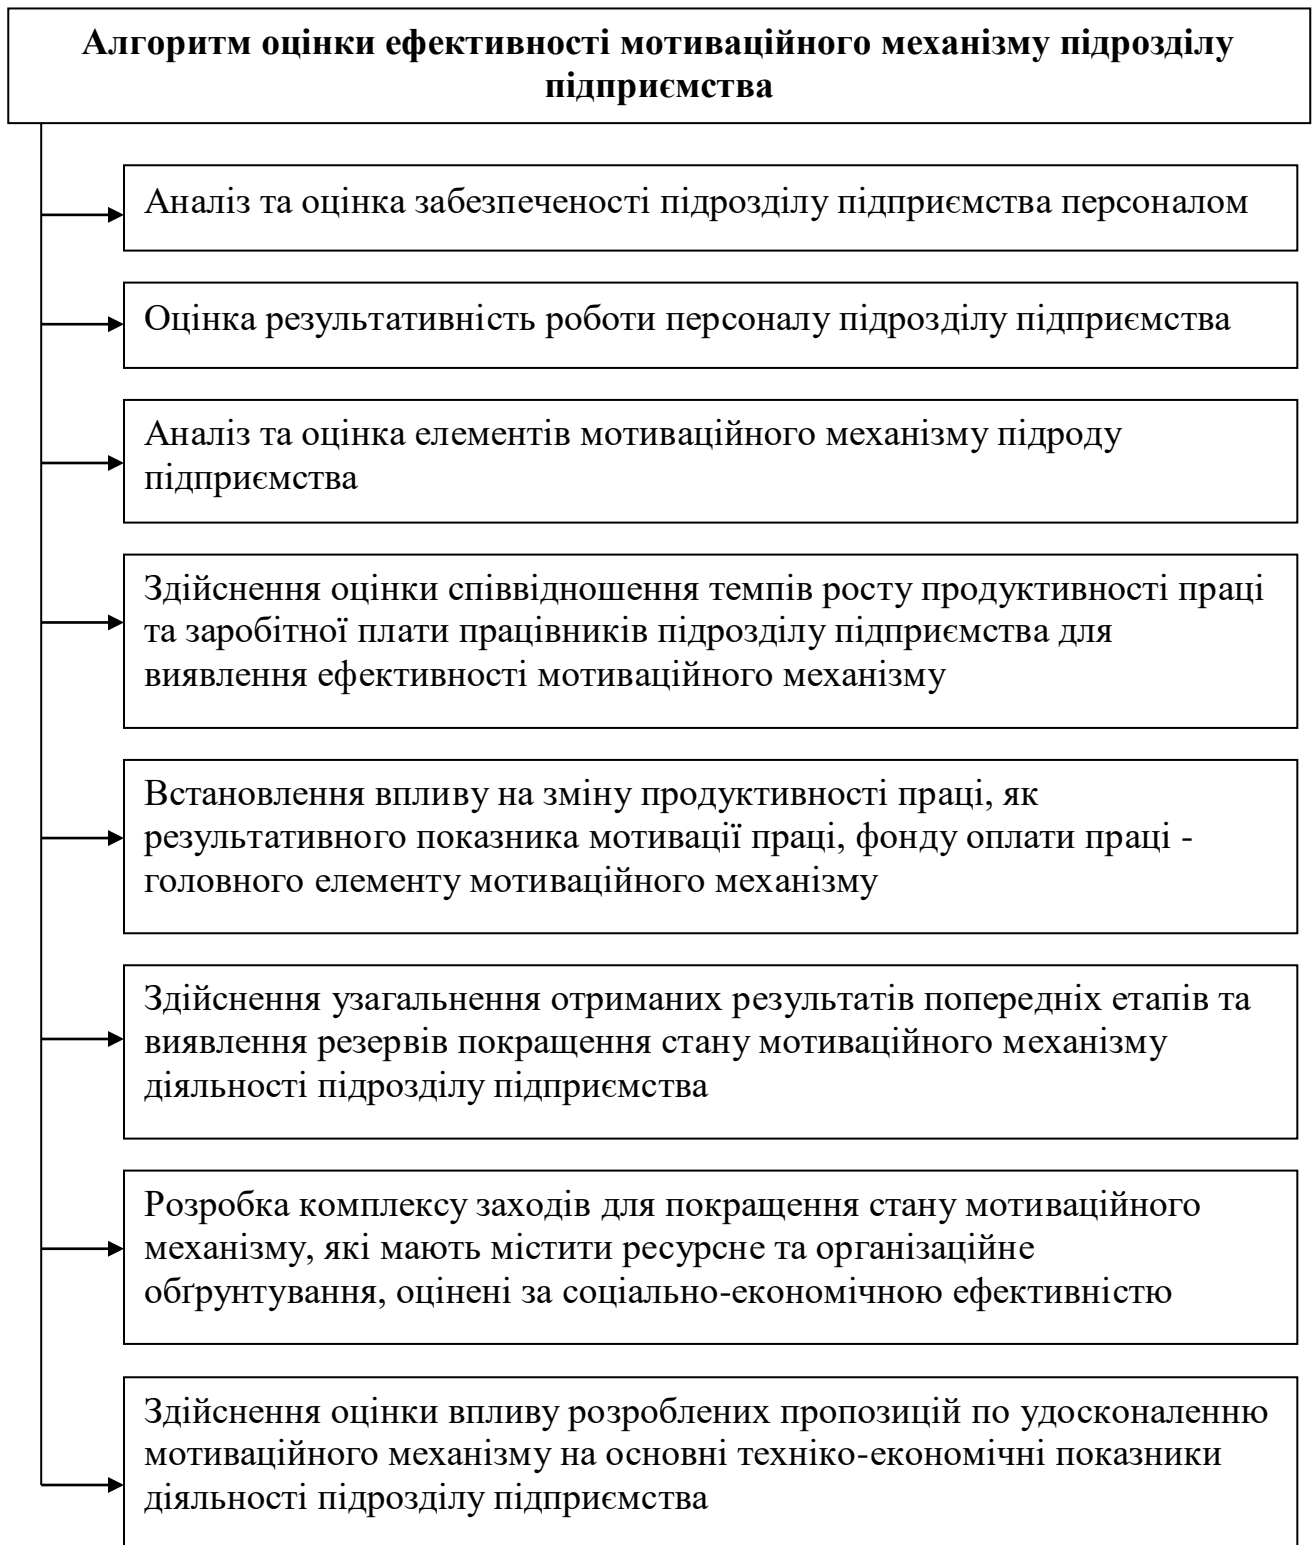 Алгоритм оцінки ефективності мотиваційного механізму підрозділу
підприємства
Аналіз та оцінка забезпеченості підрозділу підприємства персоналом
Оцінка результативність роботи персоналу підрозділу підприємства
Аналіз та оцінка елементів мотиваційного механізму підроду
підприємства
Здійснення оцінки співвідношення темпів росту продуктивності праці
та заробітної плати працівників підрозділу підприємства для
виявлення ефективності мотиваційного механізму
Встановлення впливу на зміну продуктивності праці, як
результативного показника мотивації праці, фонду оплати праці -
головного елементу мотиваційного механізму
Здійснення узагальнення отриманих результатів попередніх етапів та
виявлення резервів покращення стану мотиваційного механізму
діяльності підрозділу підприємства
Розробка комплексу заходів для покращення стану мотиваційного
механізму, які мають містити ресурсне та організаційне
обґрунтування, оцінені за соціально-економічною ефективністю
Здійснення оцінки впливу розроблених пропозицій по удосконаленню
мотиваційного механізму на основні техніко-економічні показники
діяльності підрозділу підприємства